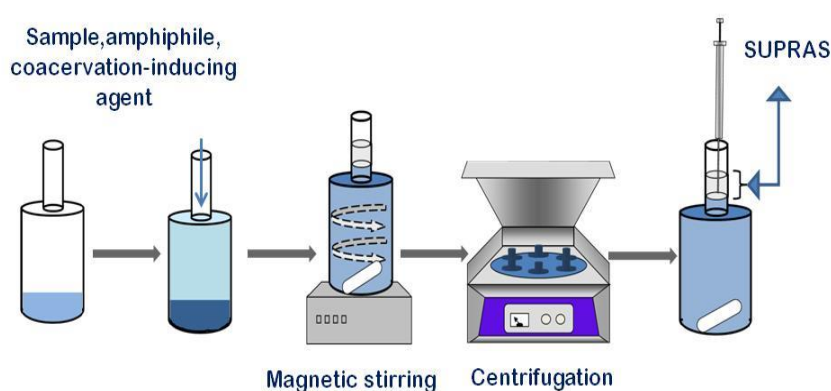 Sample,amphiphile,
coacervation-inducing
agent
SUPRAS
Magnetic stirring
Centrifugation